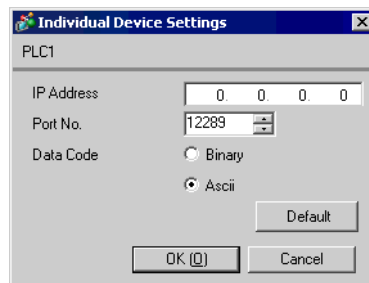 Individual Device Settings
PLC1
IP Address 0. 0. 0. 0
Port No. 12289
Data Code Binary
Ascii
Default
OK (O) Cancel